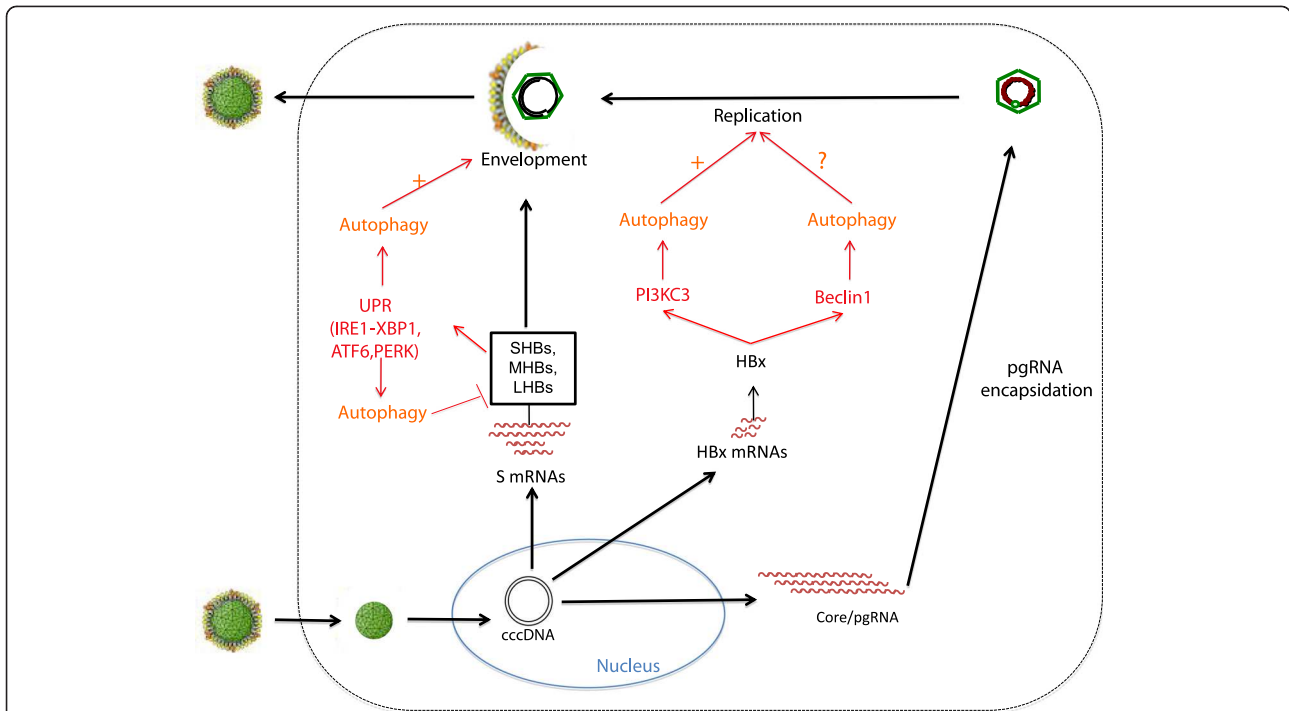 Replication
Envelopment
+
+
?
Autophagy
Autophagy
Autophagy
UPR
(IRE1-XBP1,
ATF6,PERK)
PI3KC3
Beclin1
SHBs,
MHBs,
LHBs
HBx
pgRNA
encapsidation
Autophagy
HBx mRNAs
S mRNAs
Core/pgRNA
cccDNA
Nucleus